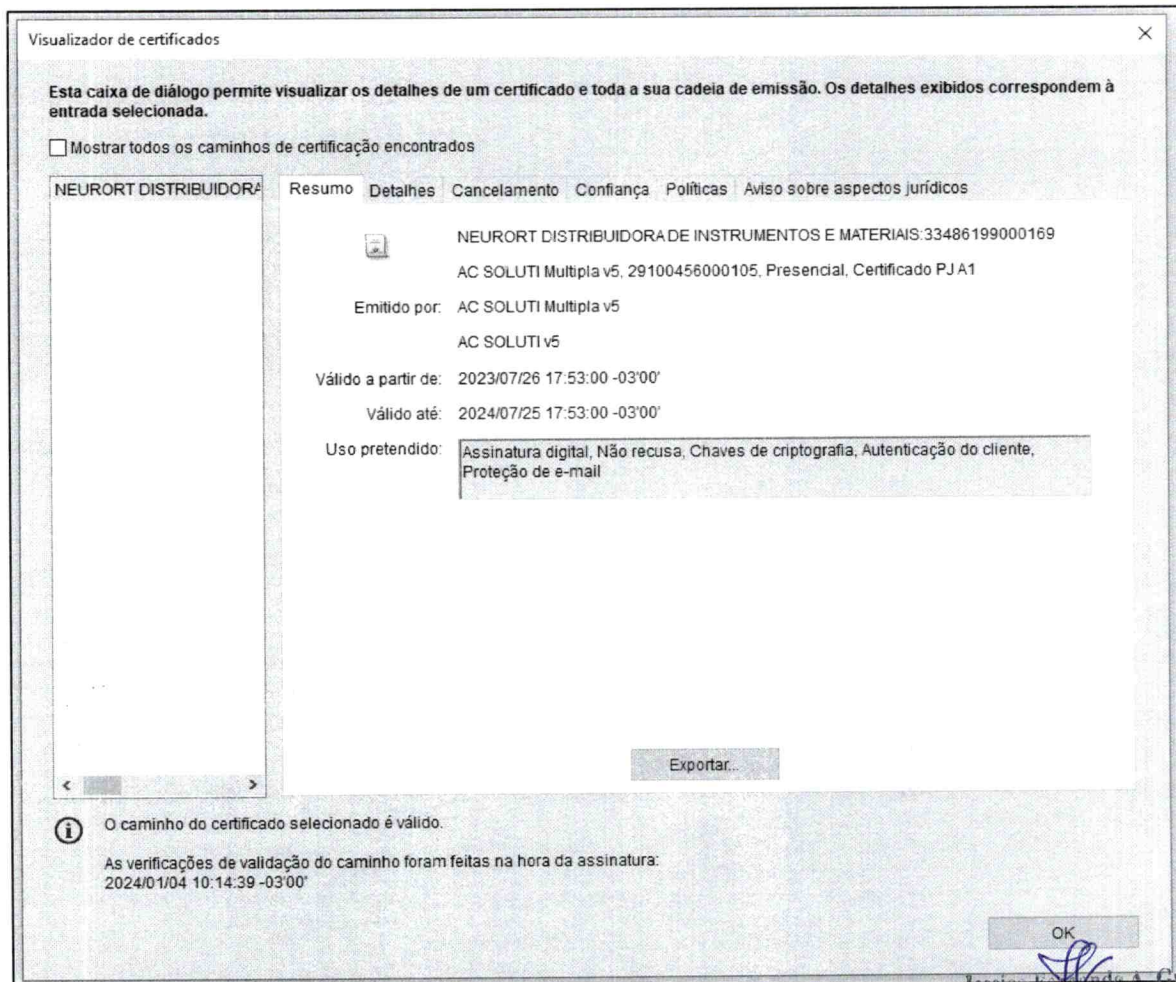 Visualizador de certificados
Esta caixa de diálogo permite visualizar os detalhes de um certificado e toda a sua cadeia de emissão. Os detalhes exibidos correspondem à
entrada selecionada.
Mostrar todos os caminhos de certificação encontrados
NEURORT DISTRIBUIDORA
Resumo Detalhes Cancelamento Confiança Políticas Aviso sobre aspectos jurídicos
NEURORT DISTRIBUIDORA DE INSTRUMENTOS E MATERIAIS:33486199000169
AC SOLUTI Multipla v5, 29100456000105, Presencial, Certificado PJ A1
Emitido por: AC SOLUTI Multipla v5
AC SOLUTI v5
Válido a partir de: 2023/07/26 17:53:00 -03'00'
Válido até: 2024/07/25 17:53:00 -03'00'
Uso pretendido: Assinatura digital, Não recusa, Chaves de criptografia, Autenticação do cliente,
Proteção de e-mail
Exportar...
O caminho do certificado selecionado é válido.
As verificações de validação do caminho foram feitas na hora da assinatura:
2024/01/04 10:14:39 -03'00'
OK